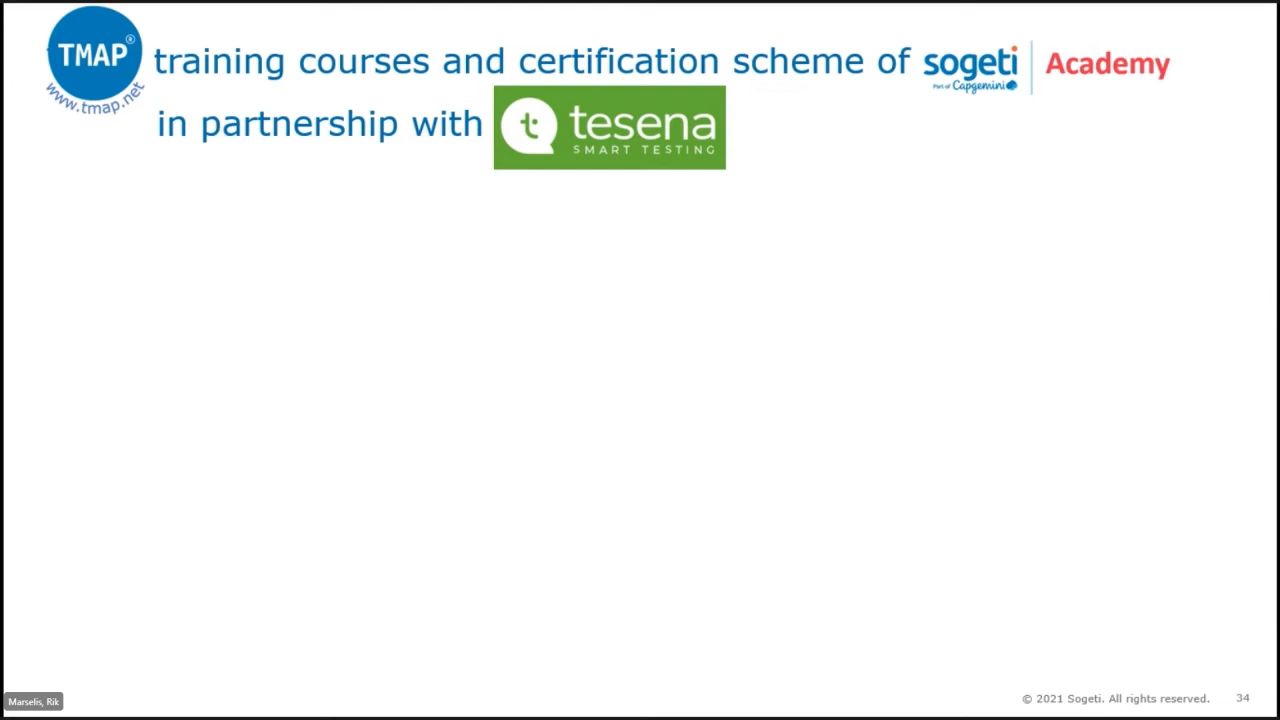 TMAP®
www.tmap.net
training courses and certification scheme of sogeti Academy
Part of Capgemini
in partnership with tesena
SMART TESTING
Marselis, Rik
© 2021 Sogeti. All rights reserved. 34